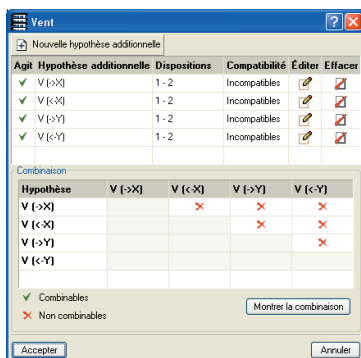 Vent
Nouvelle hypothèse additionnelle
Agit Hypothèse additionnelle Dispositions Compatibilité Éditer Effacer
V (->X) 1 - 2 Incompatibles
V (<-X) 1 - 2 Incompatibles
V (->Y) 1 - 2 Incompatibles
V (<-Y) 1 - 2 Incompatibles
Combinaison
Hypothèse V (->X) V (<-X) V (->Y) V (<-Y)
V (->X)
V (<-X)
V (->Y)
V (<-Y)
Combinables
Non combinables
Montrer la combinaison
Accepter Annuler